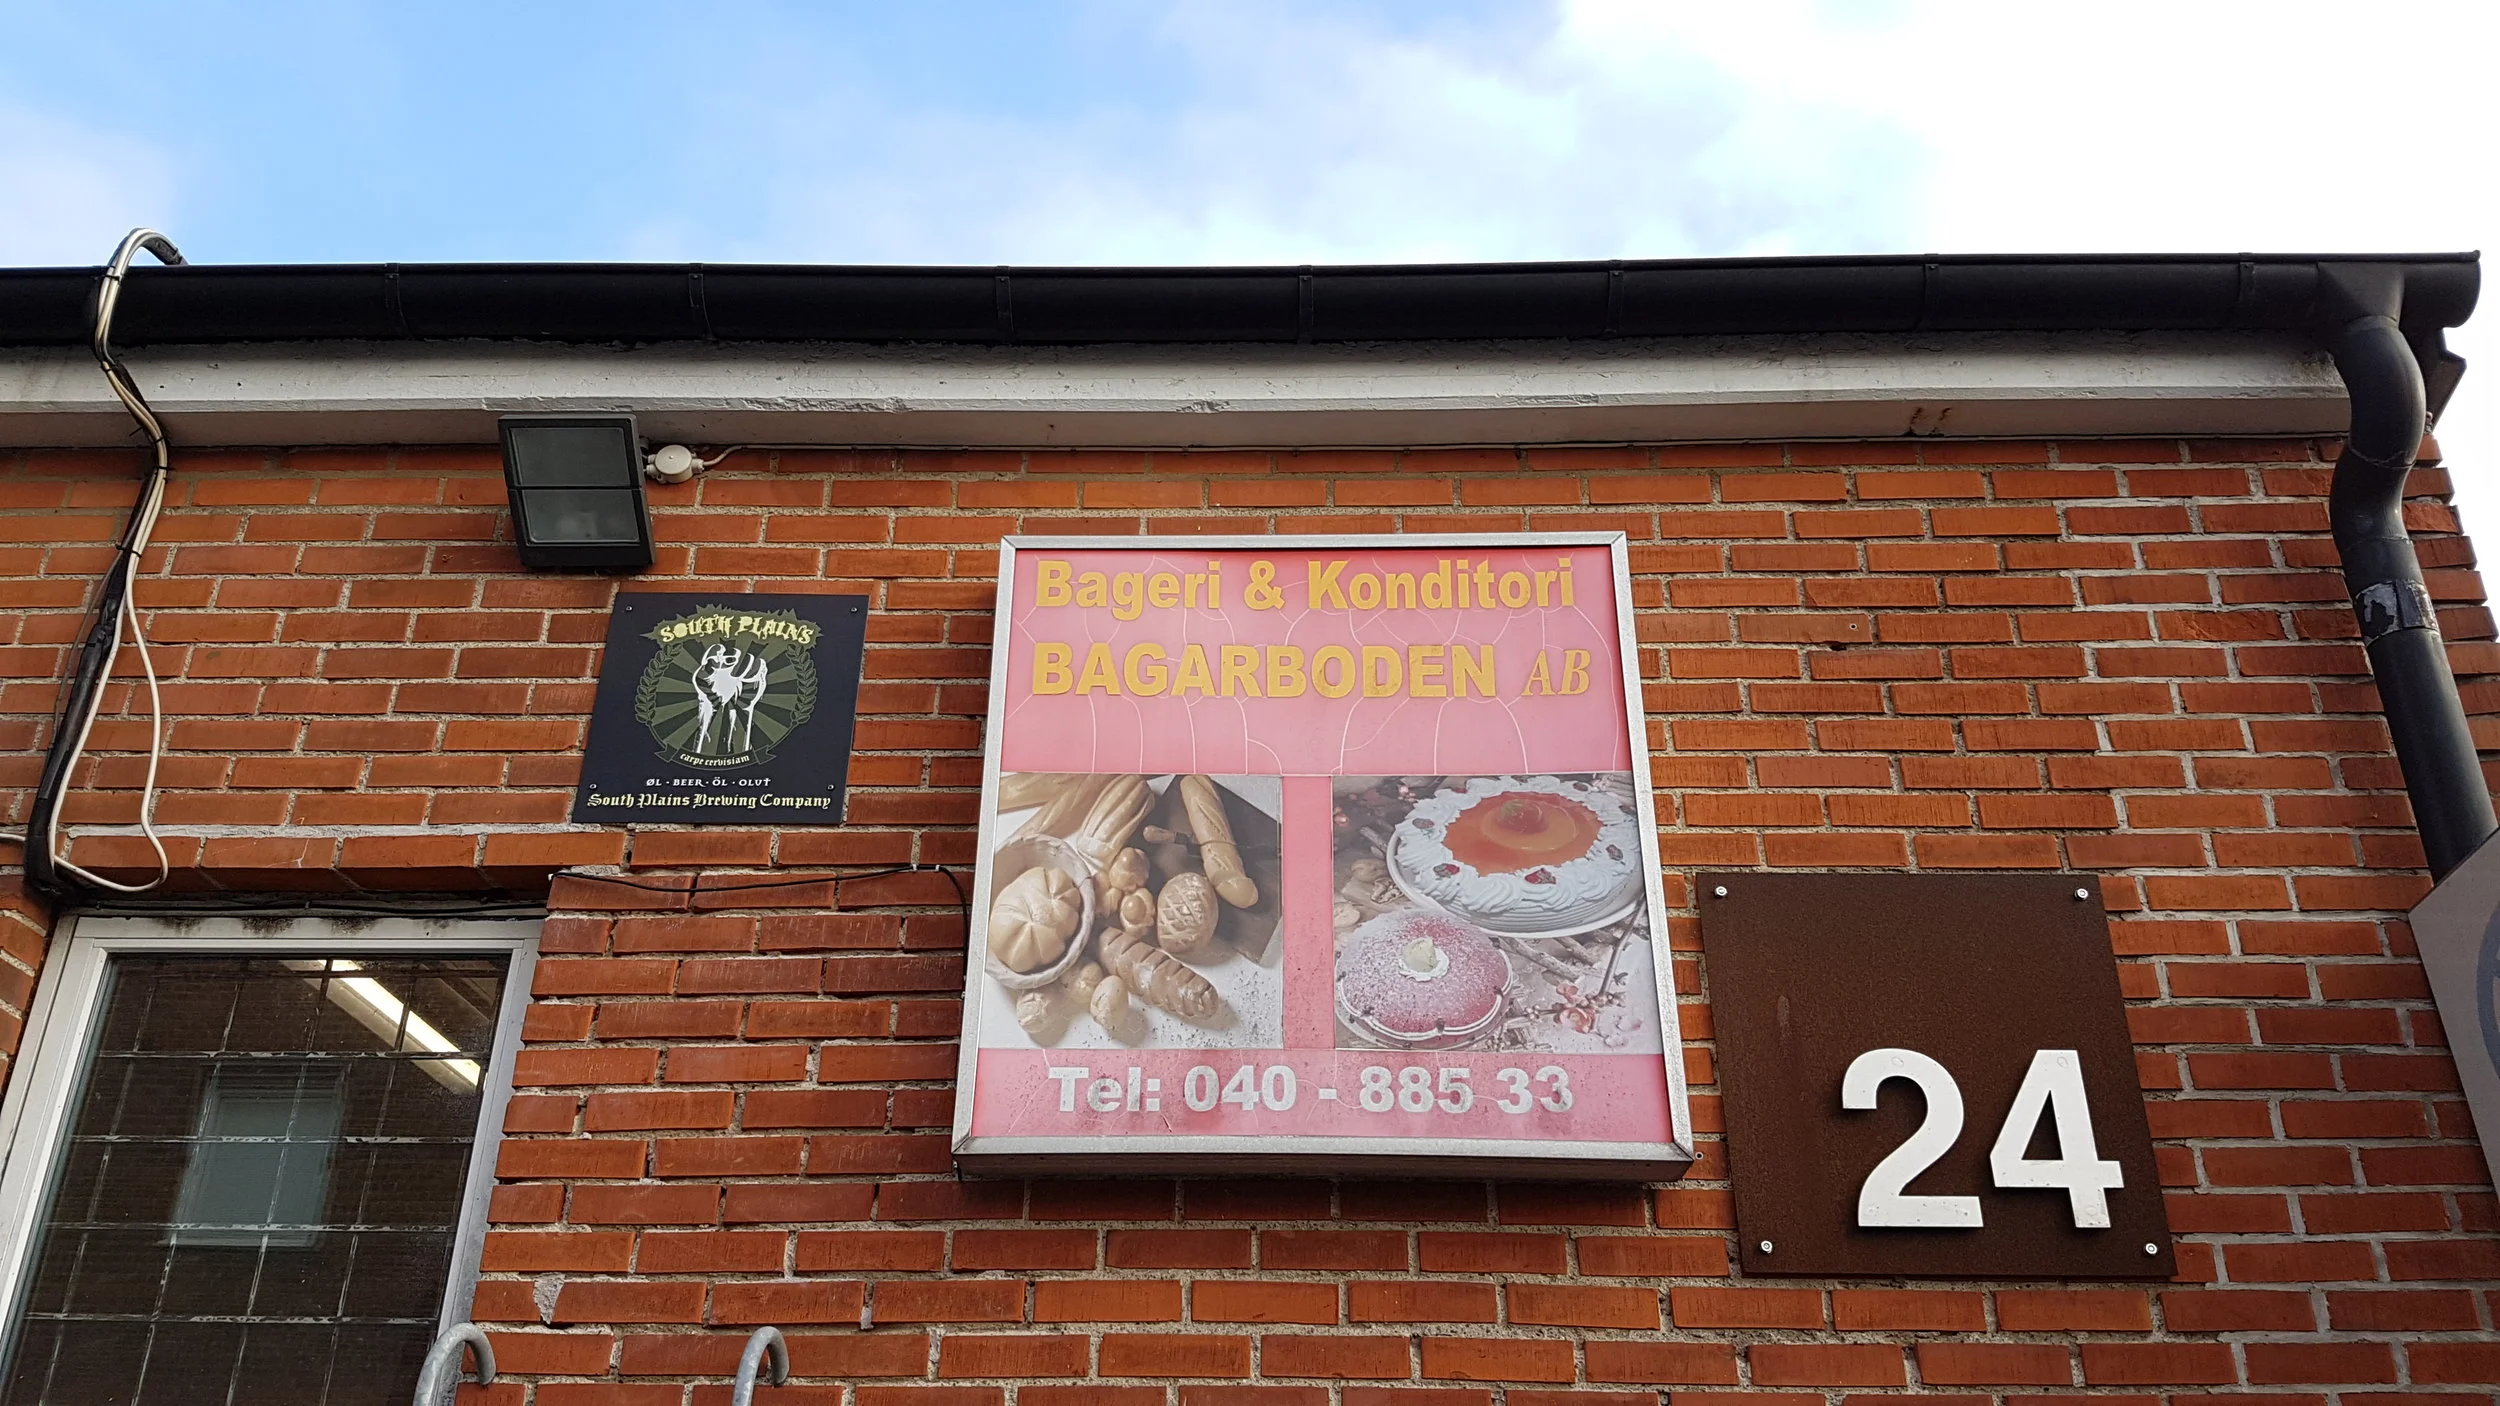 SOUTH PLAINS
carpe cervisiam
ØL · BEER · ÖL · OLUT
South Plains Brewing Company
Bageri & Konditori
BAGARBODEN AB
Tel: 040 - 885 33
24